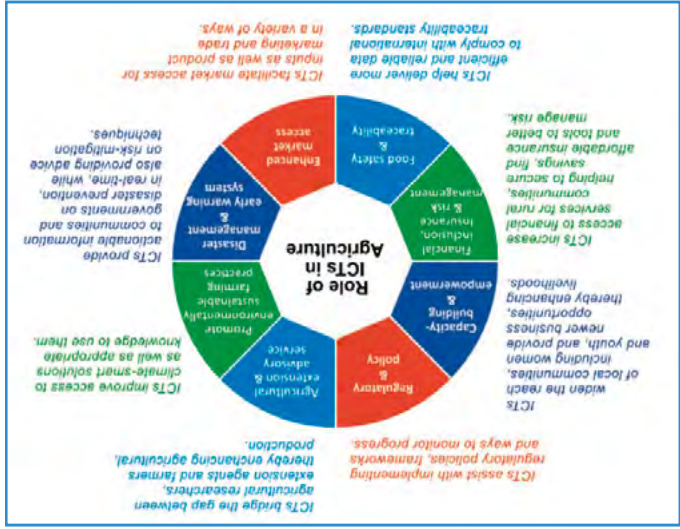 ICTs assist with implementing
regulatory policies, frameworks
and ways to monitor progress.
ICTs bridge the gap between
agricultural researchers,
extension agents and farmers
thereby enchancing agricultural,
production.
Regulatory
&
policy
Agricultural
extension &
advisory
service
ICTs
widen the reach
of local communities,
including women
and youth, and provide
newer business
opportunities,
thereby enhancing
livelihoods.
Capacity-
building
&
empowerment
Promote
environmentally
sustainable
farming
practices
ICTs improve access to
climate-smart solutions
as well as appropriate
knowledge to use them.
Role of
ICTs in
Agriculture
ICTs increase
access to financial
services for rural
communities,
helping to secure
savings, find
affordable insurance
and tools to better
manage risk.
Financial
inclusion,
insurance
& risk
management
Disaster
management &
early warning
system
ICTs provide
actionable information
to communities and
governments on
disaster prevention,
in real-time, while
also providing advice
on risk-mitigation
techniques.
Food safety
&
traceability
Enhanced
market
access
ICTs help deliver more
efficient and reliable data
to comply with international
traceability standards.
ICTs facilitate market access for
inputs as well as product
marketing and trade
in a variety of ways.